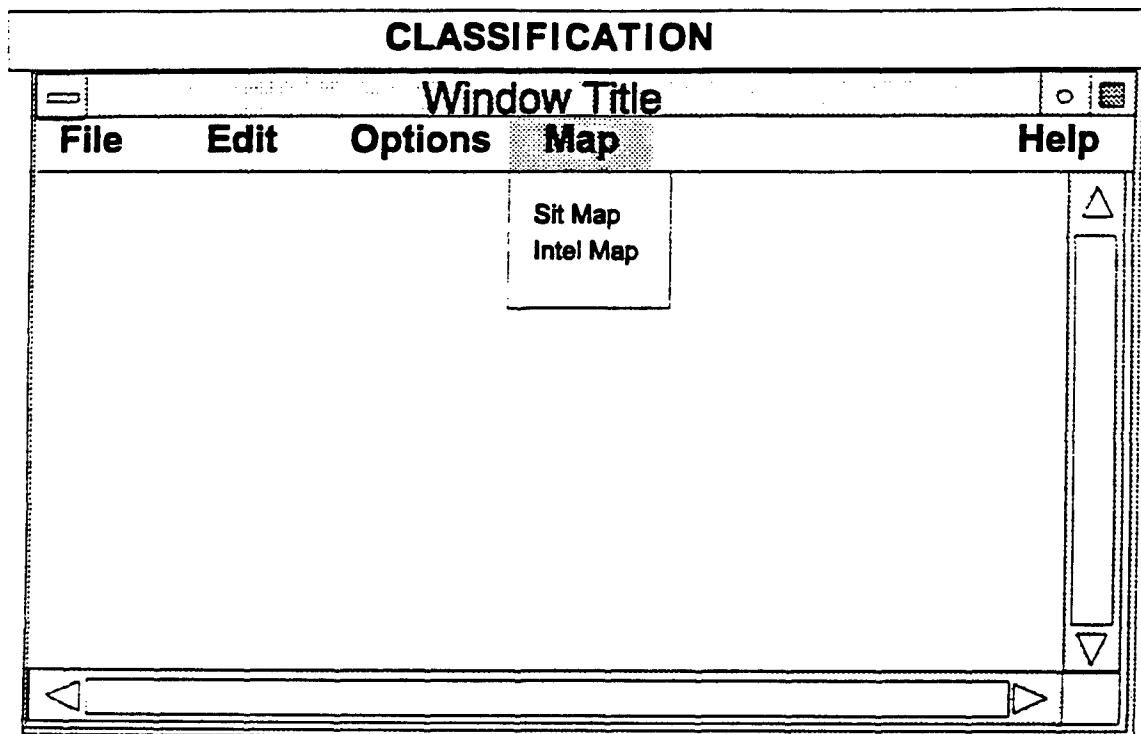 CLASSIFICATION
Window Title
File Edit Options Map Help
Sit Map
Intel Map